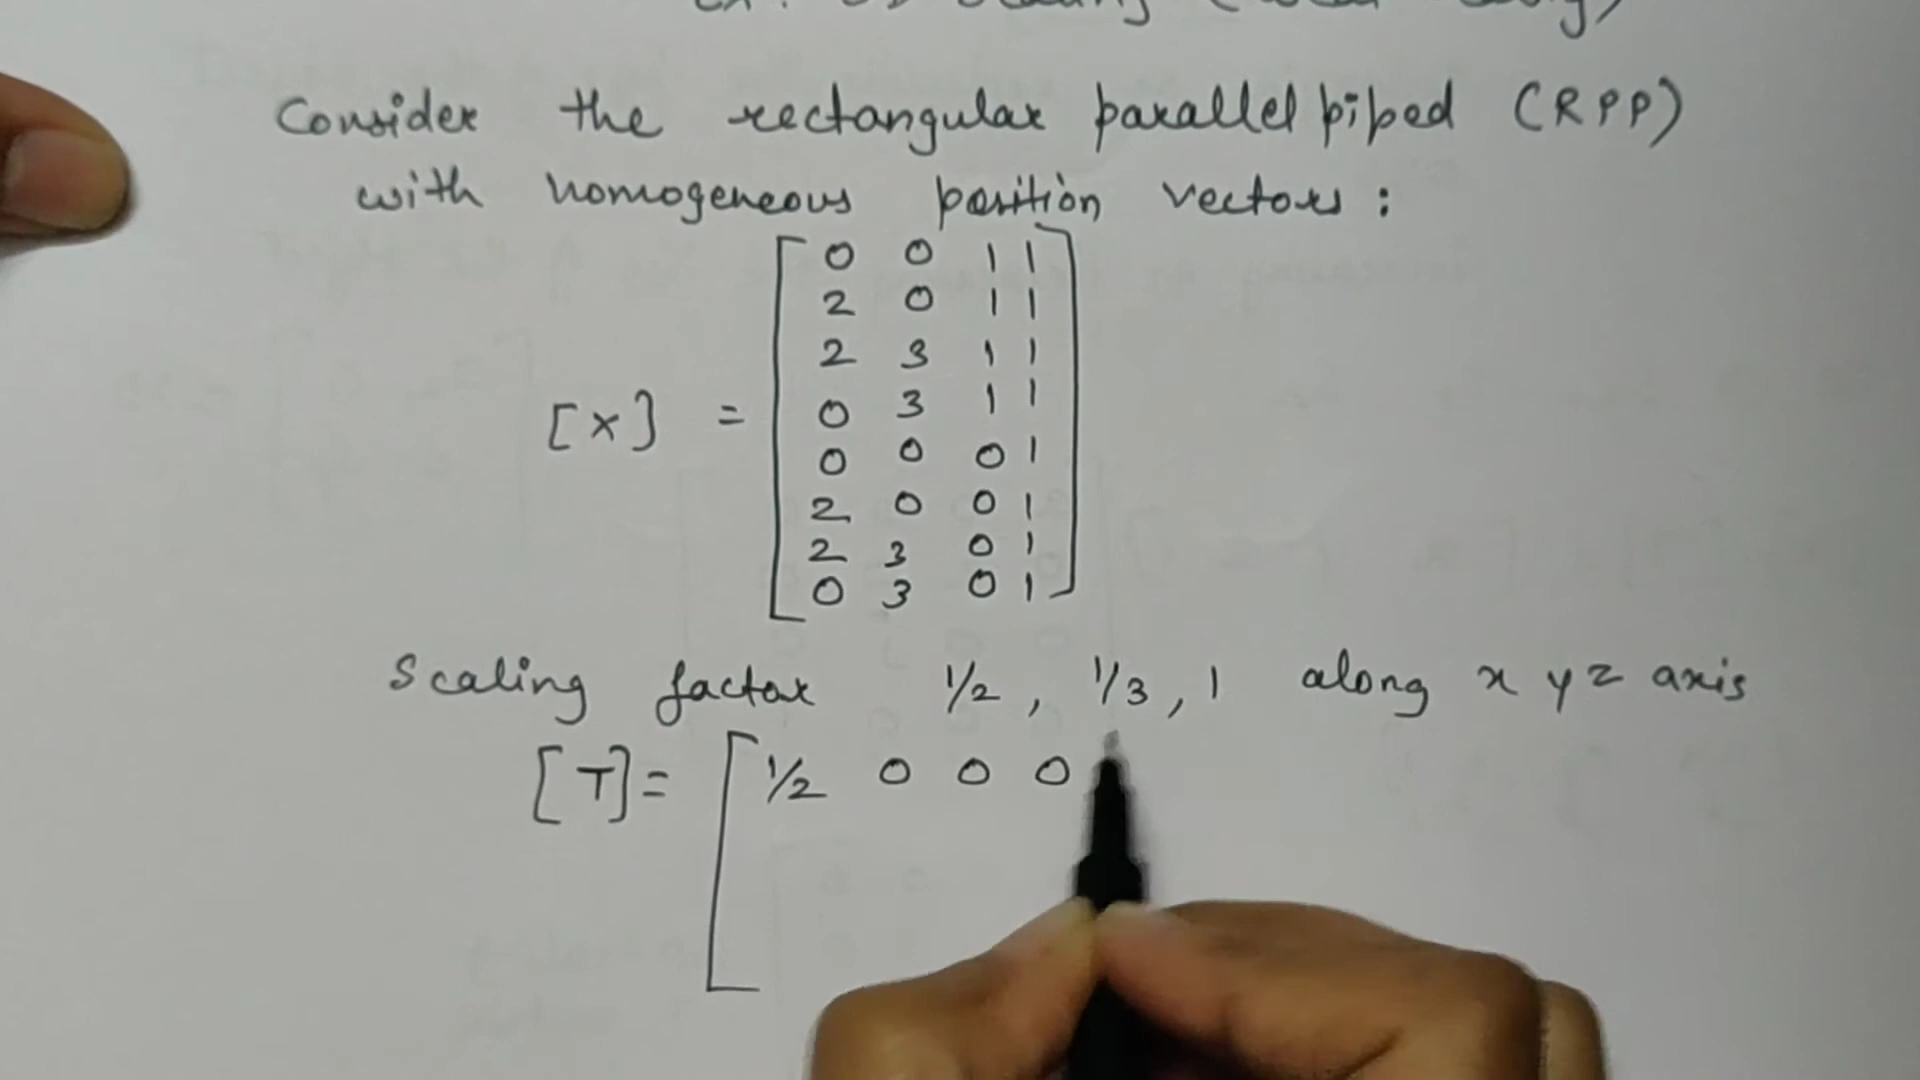 Consider the rectangular parallelpiped (RPP)
with homogeneous position vectors:
[X] = [0 0 1 1
2 0 1 1
2 3 1 1
0 3 1 1
0 0 0 1
2 0 0 1
2 3 0 1
0 3 0 1]
Scaling factor 1/2, 1/3, 1 along x y z axis
[T] = [1/2 0 0 0